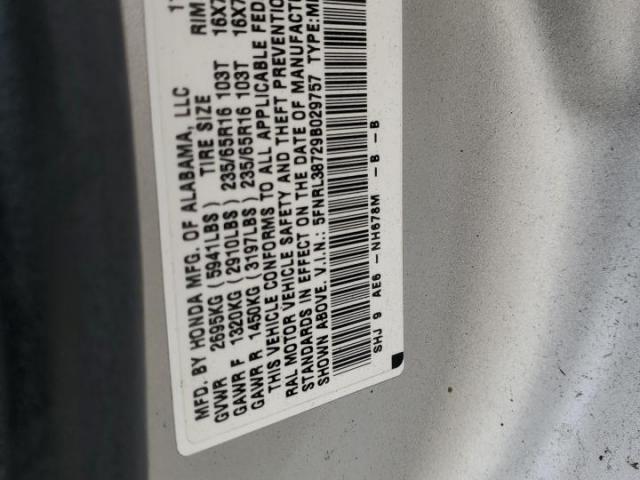 MFD. BY HONDA MFG. OF ALABAMA, LLC
GVWR 2695KG (5941LBS) TIRE SIZE RIM
GAWR F 1320KG (2910LBS) 235/65R16 103T 16X7
GAWR R 1450KG (3197LBS) 235/65R16 103T 16X7
THIS VEHICLE CONFORMS TO ALL APPLICABLE FED
RAL MOTOR VEHICLE SAFETY AND THEFT PREVENTION
STANDARDS IN EFFECT ON THE DATE OF MANUFACT
SHOWN ABOVE. V.I.N.: 5FNRL38729B029757 TYPE:M
SHJ 9 AE6 - NH678M - B - B